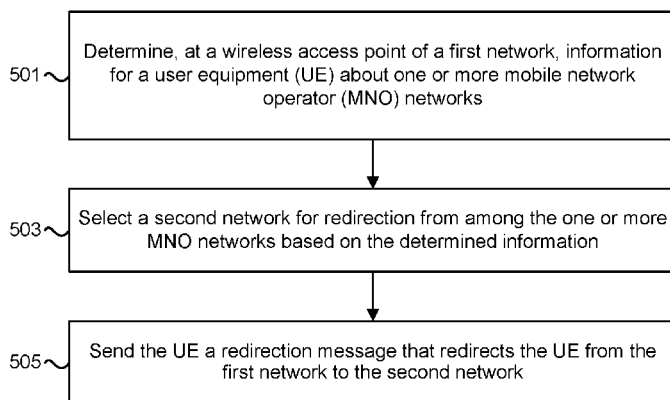 501
Determine, at a wireless access point of a first network, information
for a user equipment (UE) about one or more mobile network
operator (MNO) networks
503
Select a second network for redirection from among the one or more
MNO networks based on the determined information
505
Send the UE a redirection message that redirects the UE from the
first network to the second network